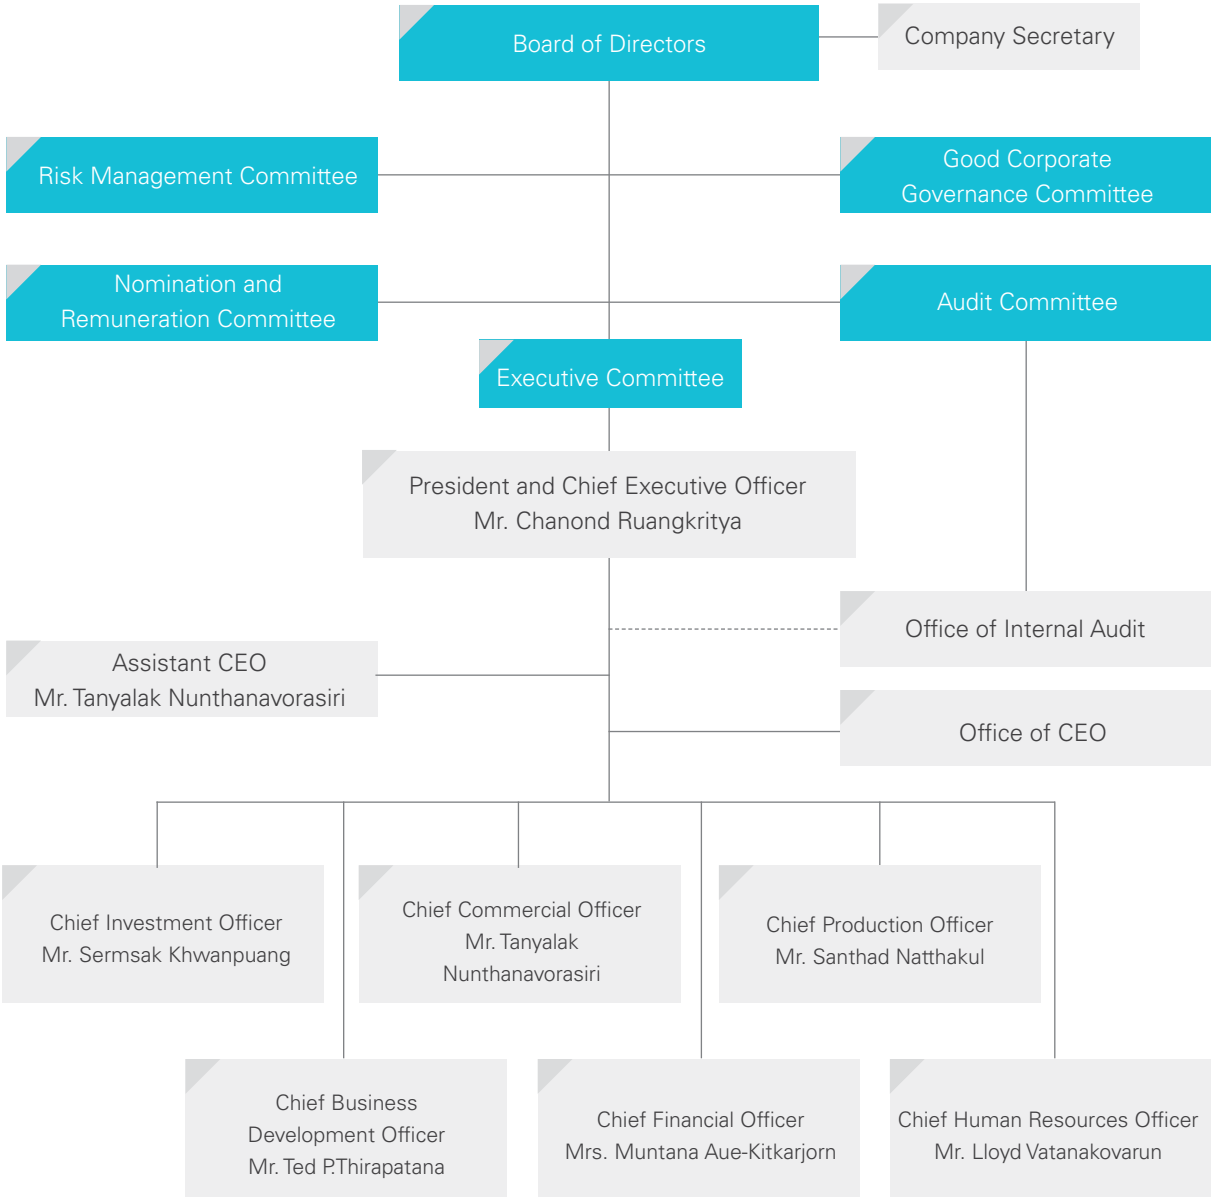 Board of Directors
Company Secretary
Risk Management Committee
Good Corporate
Governance Committee
Nomination and
Remuneration Committee
Audit Committee
Executive Committee
President and Chief Executive Officer
Mr. Chanond Ruangkritya
Office of Internal Audit
Assistant CEO
Mr. Tanyalak Nunthanavorasiri
Office of CEO
Chief Investment Officer
Mr. Sermsak Khwanpuang
Chief Commercial Officer
Mr. Tanyalak
Nunthanavorasiri
Chief Production Officer
Mr. Santhad Natthakul
Chief Business
Development Officer
Mr. Ted P.Thirapatana
Chief Financial Officer
Mrs. Muntana Aue-Kitkarjorn
Chief Human Resources Officer
Mr. Lloyd Vatanakovarun